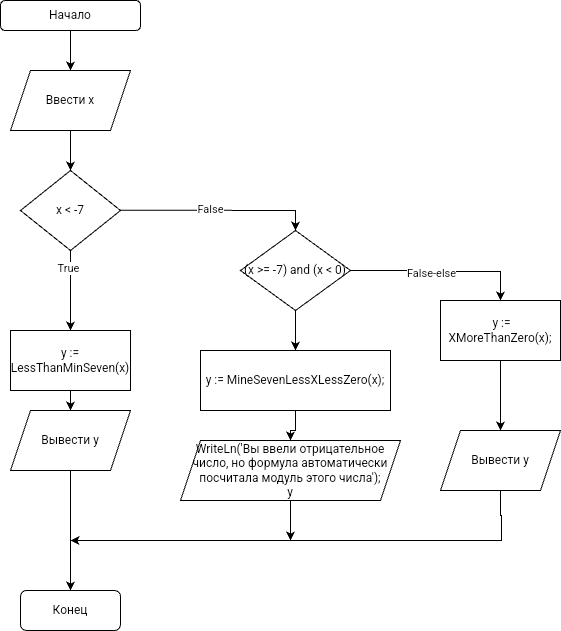 Начало
Ввести x
x < -7
False
True
(x >= -7) and (x < 0)
False-else
y :=
LessThanMinSeven(x)
y := MineSevenLessXLessZero(x);
y :=
XMoreThanZero(x);
Вывести y
WriteLn('Вы ввели отрицательное
число, но формула автоматически
посчитала модуль этого числа');
y
Вывести y
Конец